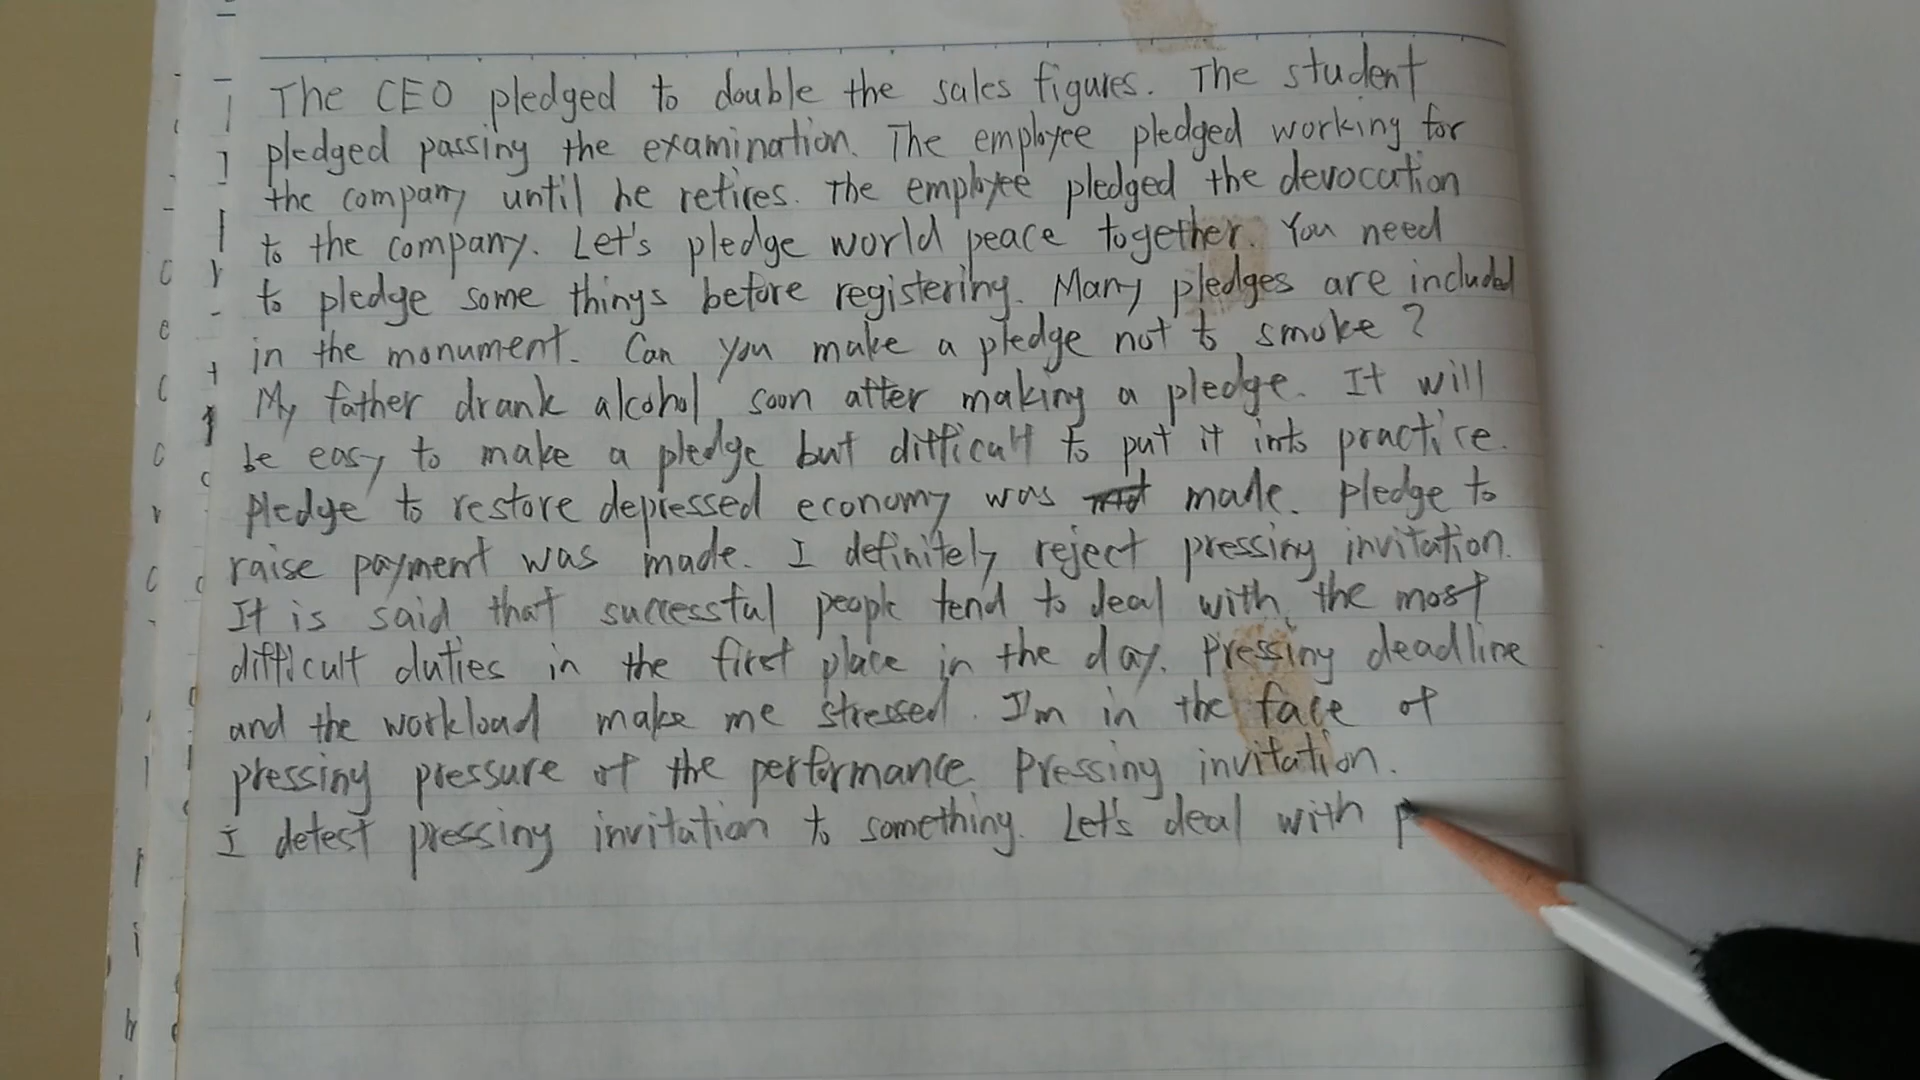 The CEO pledged to double the sales figures. The student
pledged passing the examination. The employee pledged working for
the company until he retires. The employee pledged the devocation
to the company. Let's pledge world peace together. You need
to pledge some things before registering. Many pledges are included
in the monument. Can you make a pledge not to smoke?
My father drank alcohol soon after making a pledge. It will
be easy to make a pledge but difficult to put it into practice.
Pledge to restore depressed economy was made. Pledge to
raise payment was made. I definitely reject pressing invitation.
It is said that successful people tend to deal with the most
difficult duties in the first place in the day. Pressing deadline
and the workload make me stressed. I'm in the face of
pressing pressure of the performance. Pressing invitation.
I detest pressing invitation to something. Let's deal with p